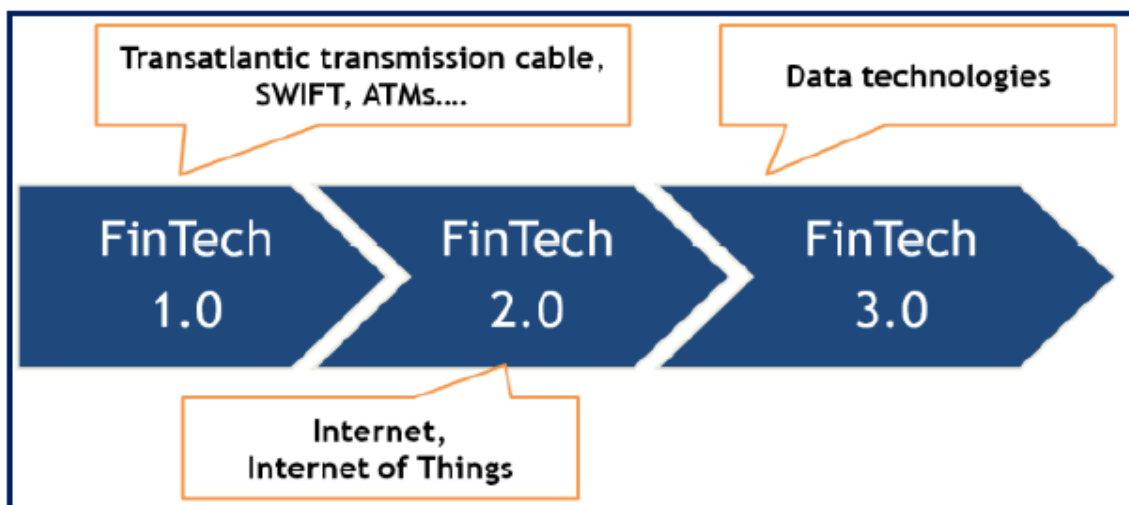 Transatlantic transmission cable,
SWIFT, ATMs....
Data technologies
FinTech
1.0
FinTech
2.0
FinTech
3.0
Internet,
Internet of Things